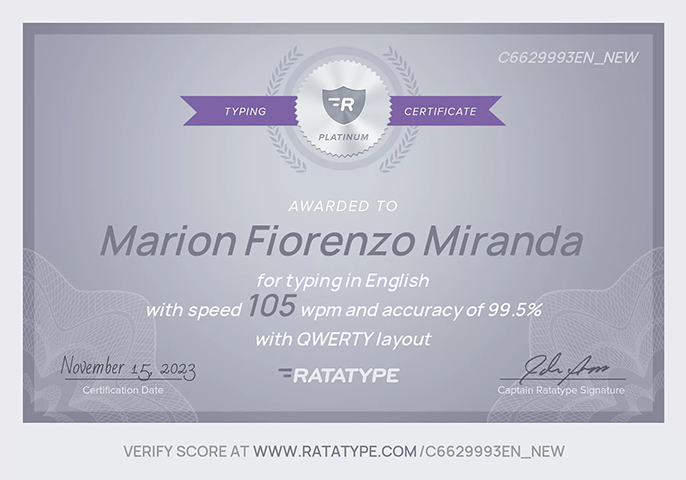 C6629993EN_NEW
TYPING CERTIFICATE
R
PLATINUM
AWARDED TO
Marion Fiorenzo Miranda
for typing in English
with speed 105 wpm and accuracy of 99.5%
with QWERTY layout
November 15, 2023
RATATYPE
Certification Date
Captain Ratatype Signature
VERIFY SCORE AT WWW.RATATYPE.COM/C6629993EN_NEW